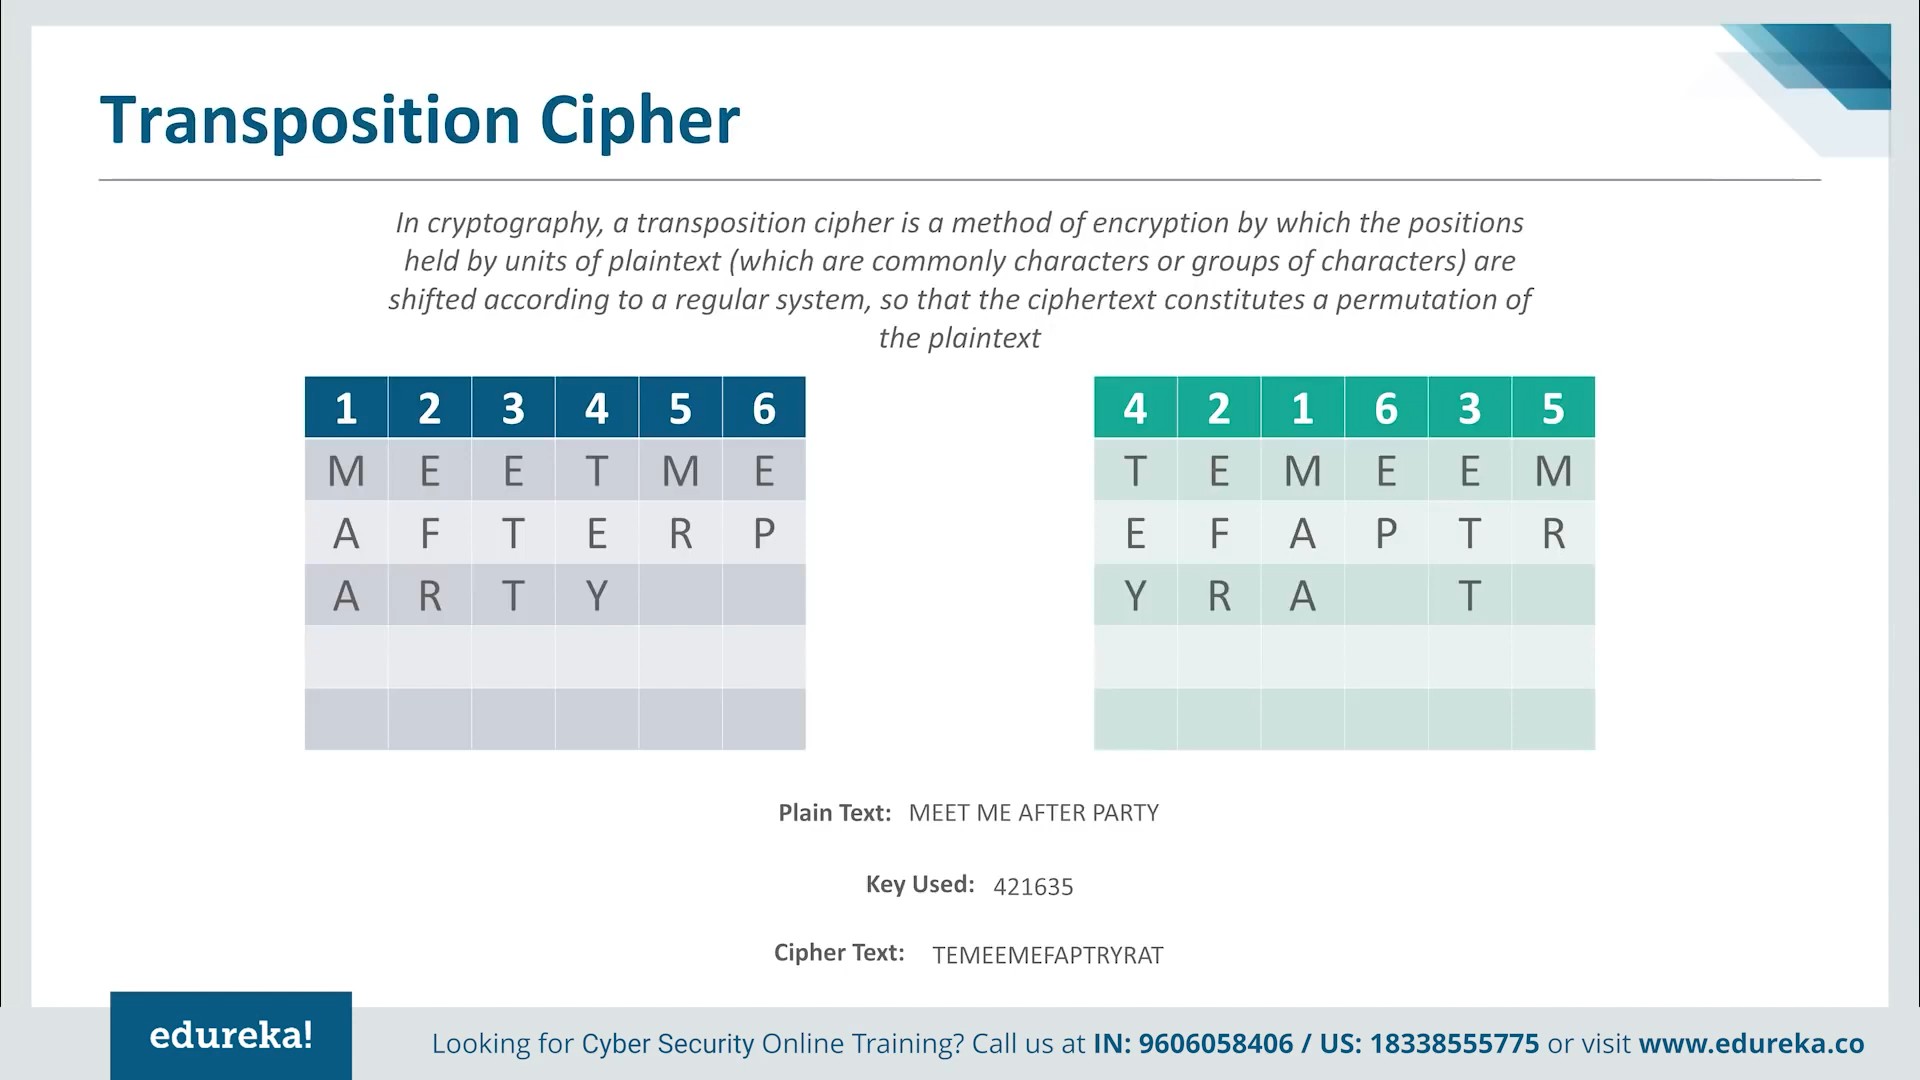 Transposition Cipher
In cryptography, a transposition cipher is a method of encryption by which the positions
held by units of plaintext (which are commonly characters or groups of characters) are
shifted according to a regular system, so that the ciphertext constitutes a permutation of
the plaintext
1 2 3 4 5 6
M E E T M E
A F T E R P
A R T Y
4 2 1 6 3 5
T E M E E M
E F A P T R
Y R A T
Plain Text: MEET ME AFTER PARTY
Key Used: 421635
Cipher Text: TEMEEMEFAPTRYRAT
edureka!
Looking for Cyber Security Online Training? Call us at IN: 9606058406 / US: 18338555775 or visit www.edureka.co